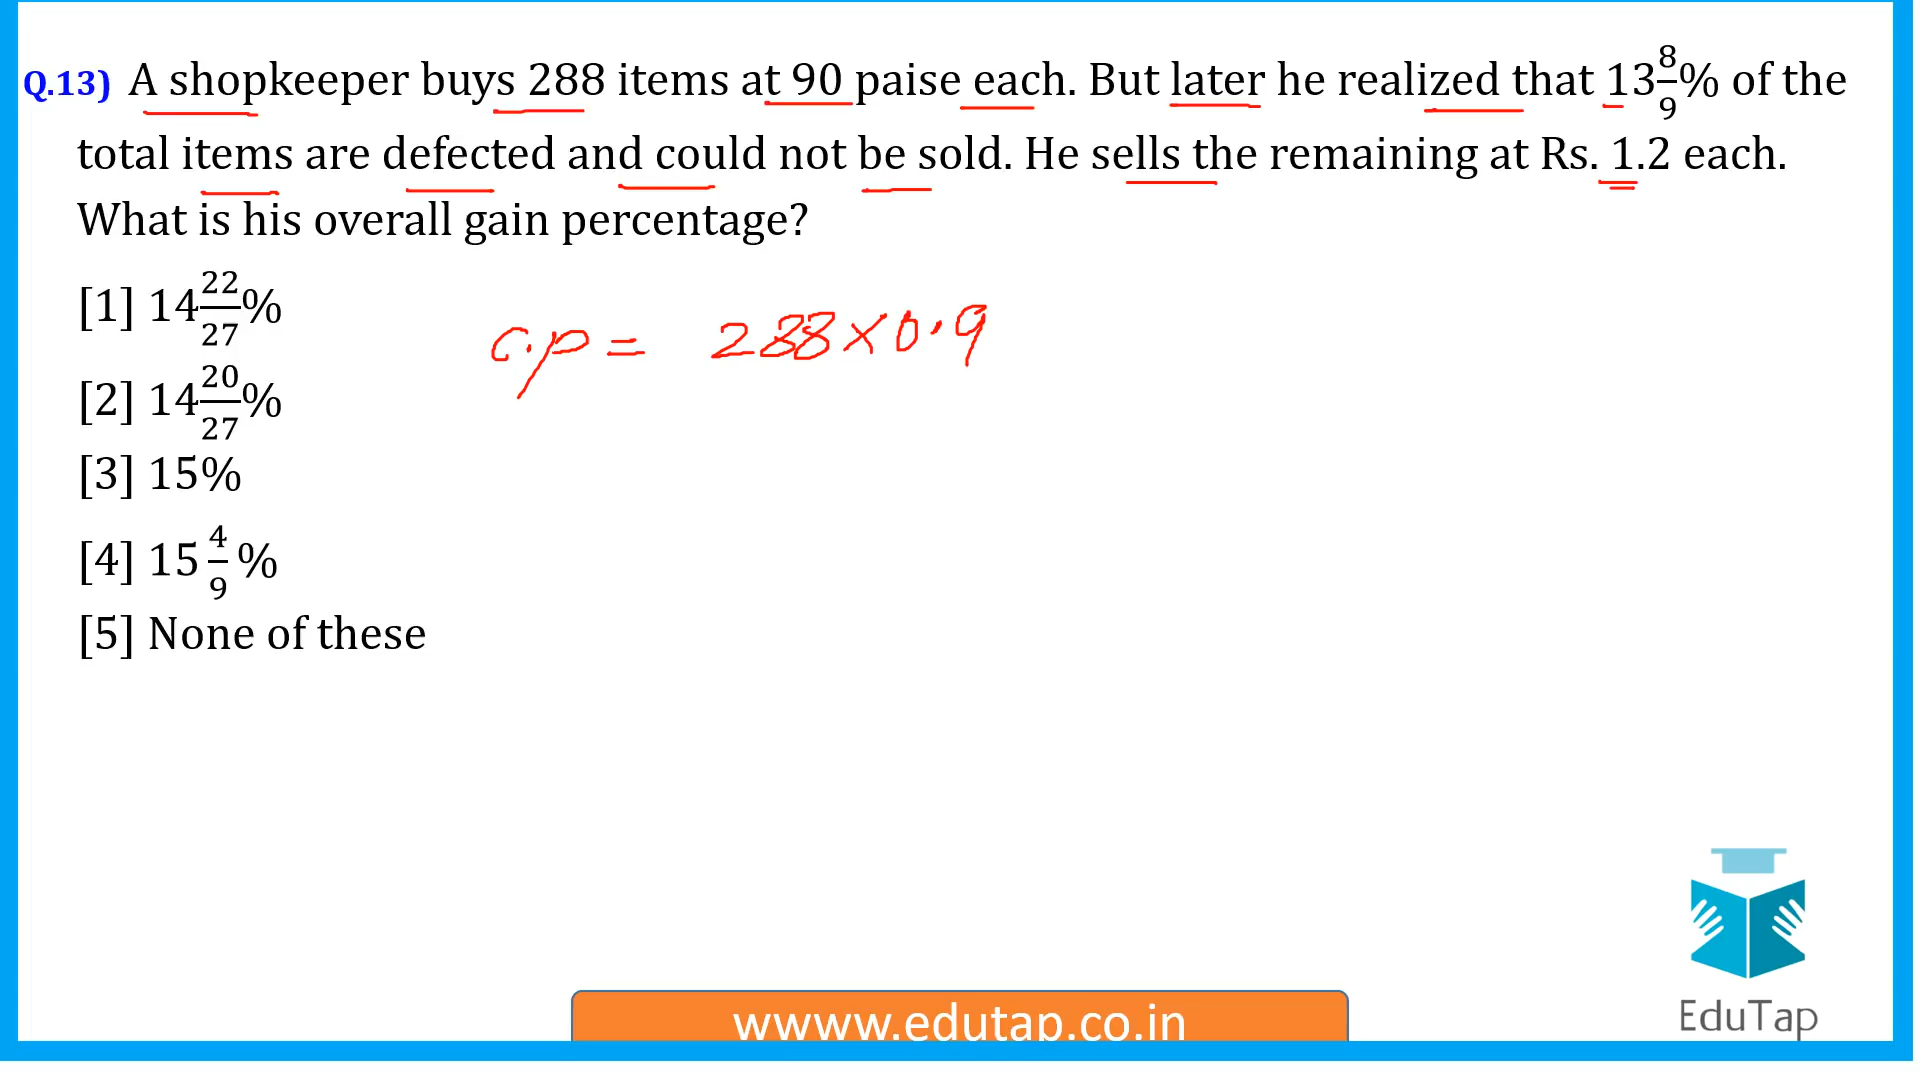 Q.13) A shopkeeper buys 288 items at 90 paise each. But later he realized that 13 8/9 % of the
total items are defected and could not be sold. He sells the remaining at Rs. 1.2 each.
What is his overall gain percentage?
[1] 14 22/27 %
[2] 14 20/27 %
[3] 15%
[4] 15 4/9 %
[5] None of these
C.P = 288 × 0.9
EduTap
wwww.edutap.co.in